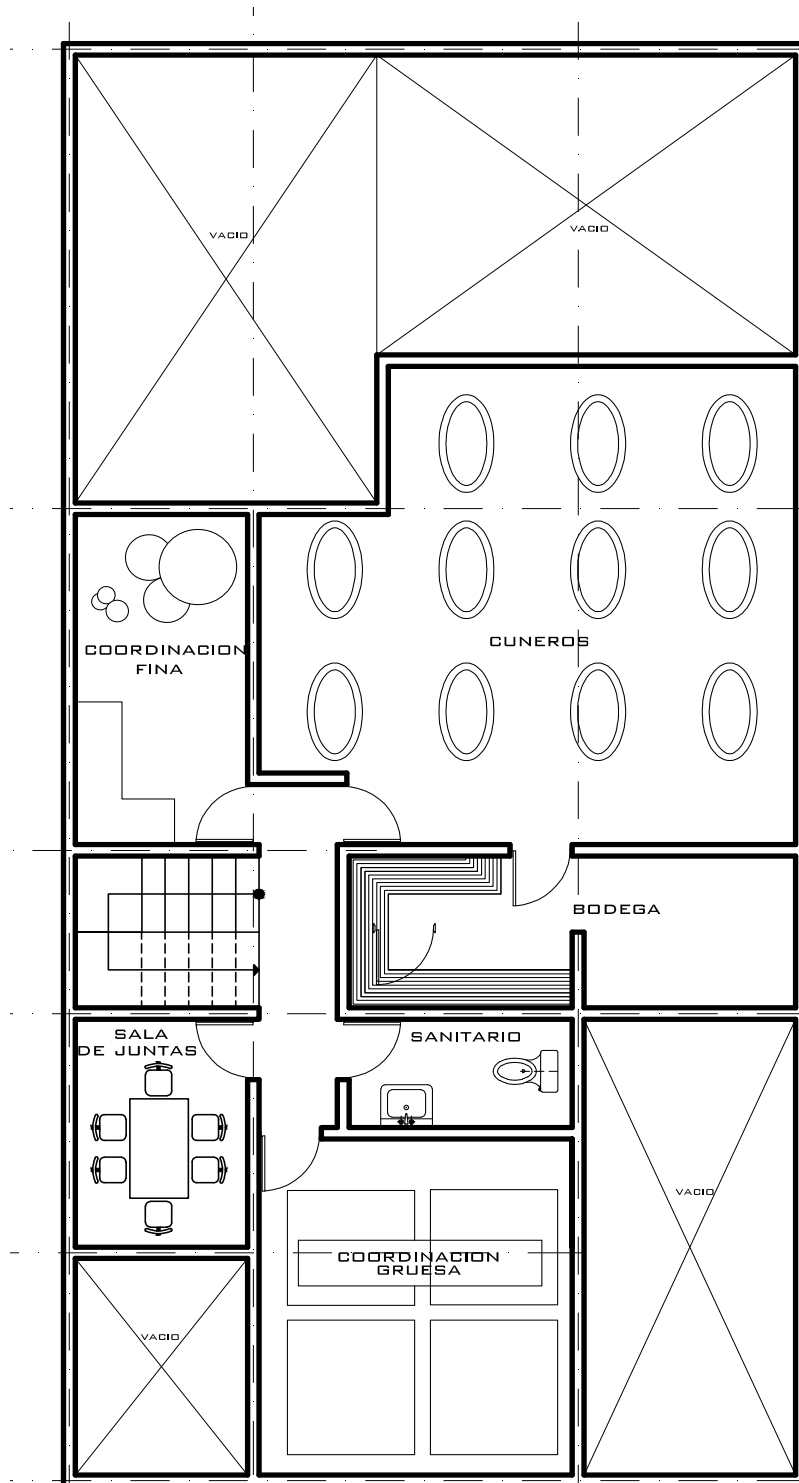 VACIO
VACIO
COORDINACION
FINA
CUNEROS
BODEGA
SALA
DE JUNTAS
SANITARIO
VACIO
COORDINACION
GRUESA
VACIO